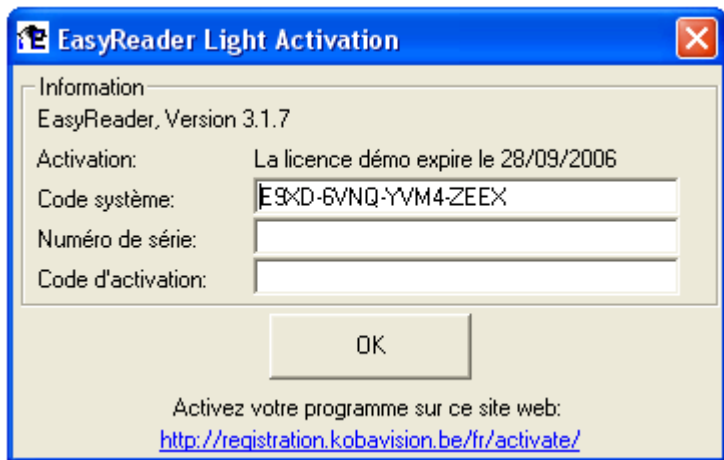 EasyReader Light Activation
Information
EasyReader, Version 3.1.7
Activation: La licence démo expire le 28/09/2006
Code système: E9XD-6VNQ-YVM4-ZEEX
Numéro de série:
Code d'activation:
OK
Activez votre programme sur ce site web:
http://registration.kobavision.be/fr/activate/